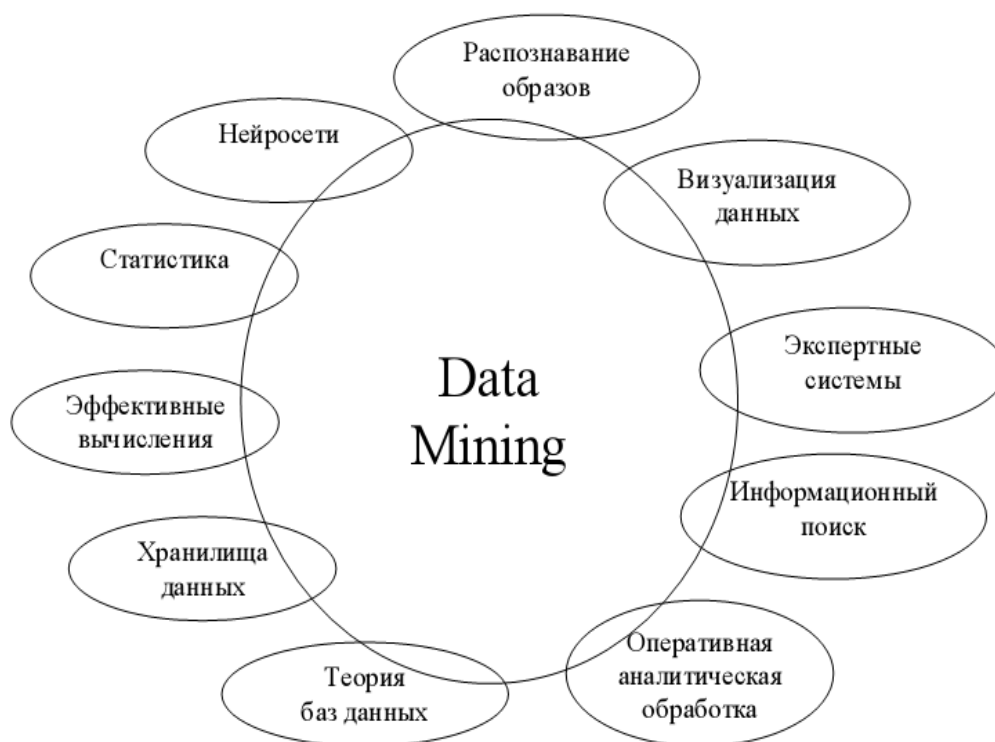 Распознавание
образов
Нейросети
Визуализация
данных
Статистика
Экспертные
системы
Data
Mining
Эффективные
вычисления
Информационный
поиск
Хранилища
данных
Оперативная
аналитическая
обработка
Теория
баз данных